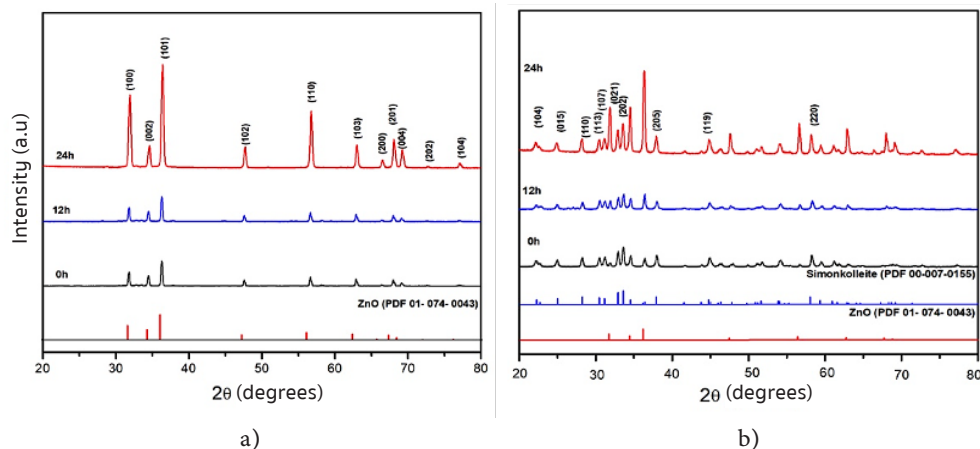 Intensity (a.u)
24h
12h
0h
(100)
(002)
(101)
(102)
(110)
(103)
(200)
(201)
(004)
(202)
(104)
ZnO (PDF 01- 074- 0043)
20 30 40 50 60 70 80
2θ (degrees)
a)
24h
12h
0h
(104)
(015)
(110)
(113)
(107)
(021)
(202)
(205)
(119)
(220)
Simonkolleite (PDF 00-007-0155)
ZnO (PDF 01- 074- 0043)
20 30 40 50 60 70 80
2θ (degrees)
b)